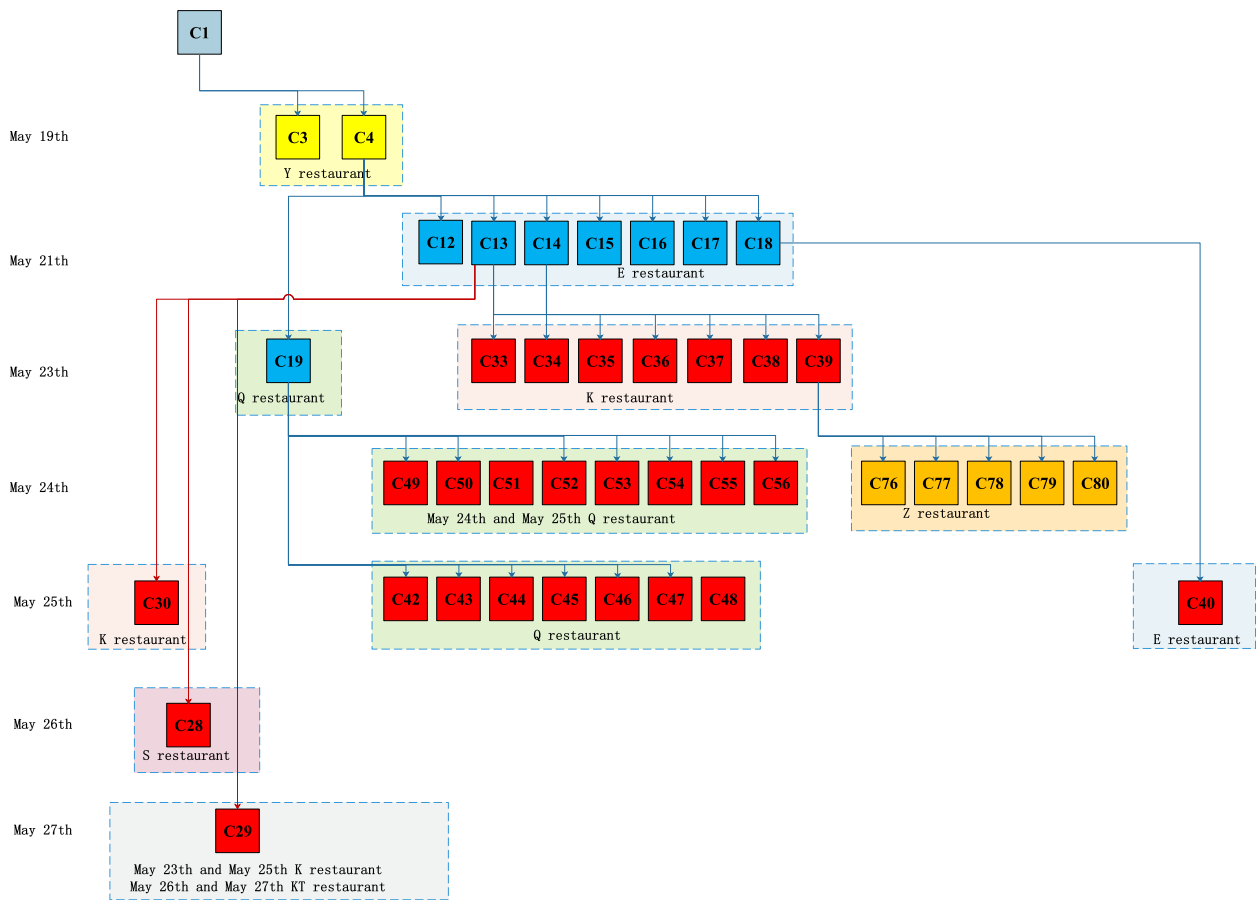 C1
May 19th
C3 C4
Y restaurant
May 21th
C12 C13 C14 C15 C16 C17 C18
E restaurant
May 23th
C19
Q restaurant
C33 C34 C35 C36 C37 C38 C39
K restaurant
May 24th
C49 C50 C51 C52 C53 C54 C55 C56
May 24th and May 25th Q restaurant
C76 C77 C78 C79 C80
Z restaurant
May 25th
C30
K restaurant
C42 C43 C44 C45 C46 C47 C48
Q restaurant
C40
E restaurant
May 26th
C28
S restaurant
May 27th
C29
May 23th and May 25th K restaurant
May 26th and May 27th KT restaurant